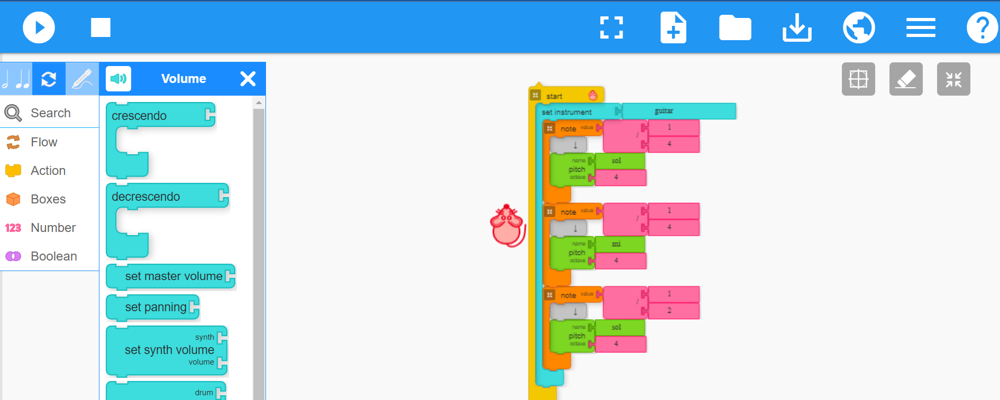 Volume
Search
Flow
Action
Boxes
123 Number
Boolean
crescendo
decrescendo
set master volume
set panning
synth
set synth volume
volume
drum
start
set instrument guitar
note value 1
/
↓ 4
name sol
pitch
octave 4
note value 1
/
↓ 4
name mi
pitch
octave 4
note value 1
/
↓ 2
name sol
pitch
octave 4